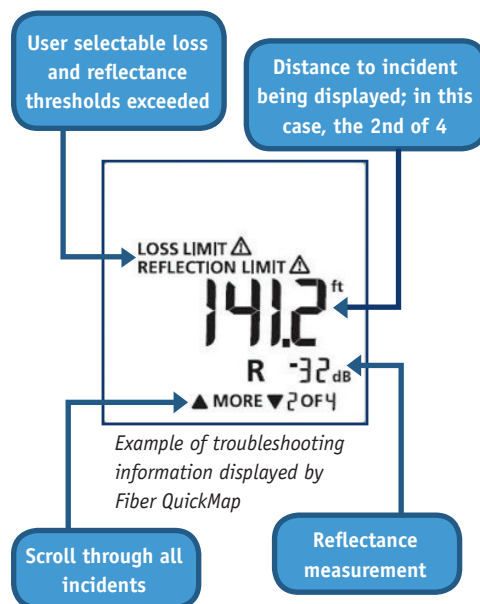 User selectable loss
and reflectance
thresholds exceeded
Distance to incident
being displayed; in this
case, the 2nd of 4
LOSS LIMIT ⚠
REFLECTION LIMIT ⚠
141.2 ft
R -32 dB
▲ MORE ▼ 2 OF 4
Example of troubleshooting
information displayed by
Fiber QuickMap
Scroll through all
incidents
Reflectance
measurement